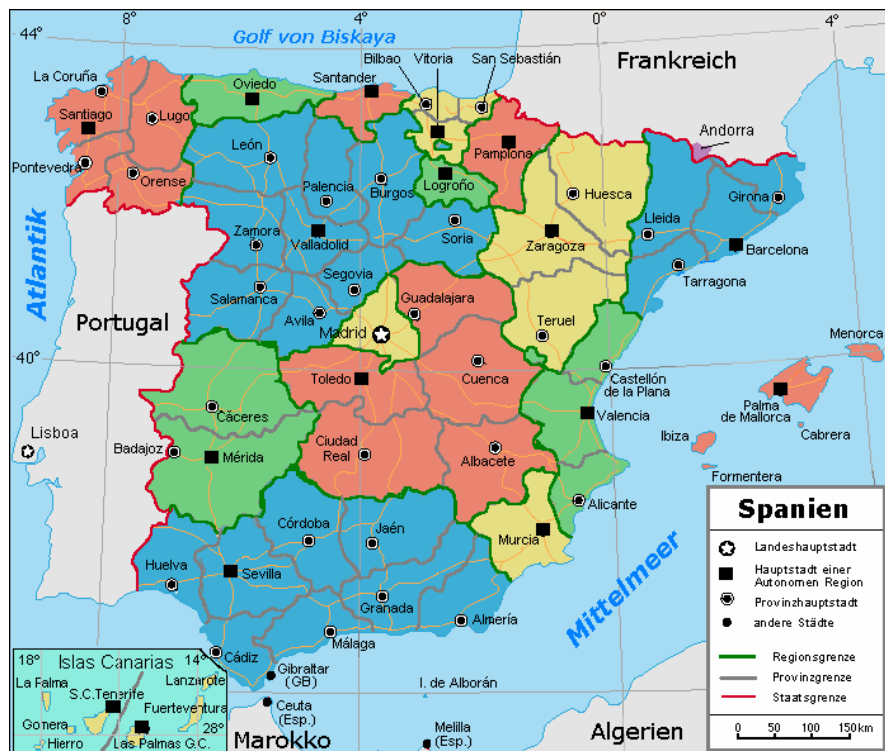 8°
4°
0°
4°
44°
44°
Golf von Biskaya
Frankreich
La Coruña
Oviedo
Santander
Bilbao
Vitoria
San Sebastián
Santiago
Lugo
Andorra
Pontevedra
Orense
León
Palencia
Burgos
Logroño
Pamplona
Huesca
Girona
Lleida
Barcelona
Tarragona
Atlantik
Zamora
Valladolid
Soria
Zaragoza
Salamanca
Segovia
Avila
Guadalajara
Teruel
Portugal
Madrid
Menorca
40°
40°
Toledo
Cuenca
Castellón
de la Plana
Palma
de Mallorca
Cabrera
Ibiza
Formentera
Lisboa
Cäceres
Valencia
Badajoz
Mérida
Ciudad
Real
Albacete
Alicante
Murcia
Córdoba
Jaén
Huelva
Sevilla
Granada
Almería
Mittelmeer
Cádiz
Málaga
Gibraltar
(GB)
I. de Alborán
Ceuta
(Esp.)
Melilla
(Esp.)
Marokko
Algerien
18°
Islas Canarias
14°
La Palma
S.C.Tenerife
Lanzarote
Fuerteventura
Gomera
Hierro
Las Palmas G.C.
28°
Spanien
Landeshauptstadt
Hauptstadt einer
Autonomen Region
Provinzhauptstadt
andere Städte
Regionsgrenze
Provinzgrenze
Staatsgrenze
0 50 100 150 km